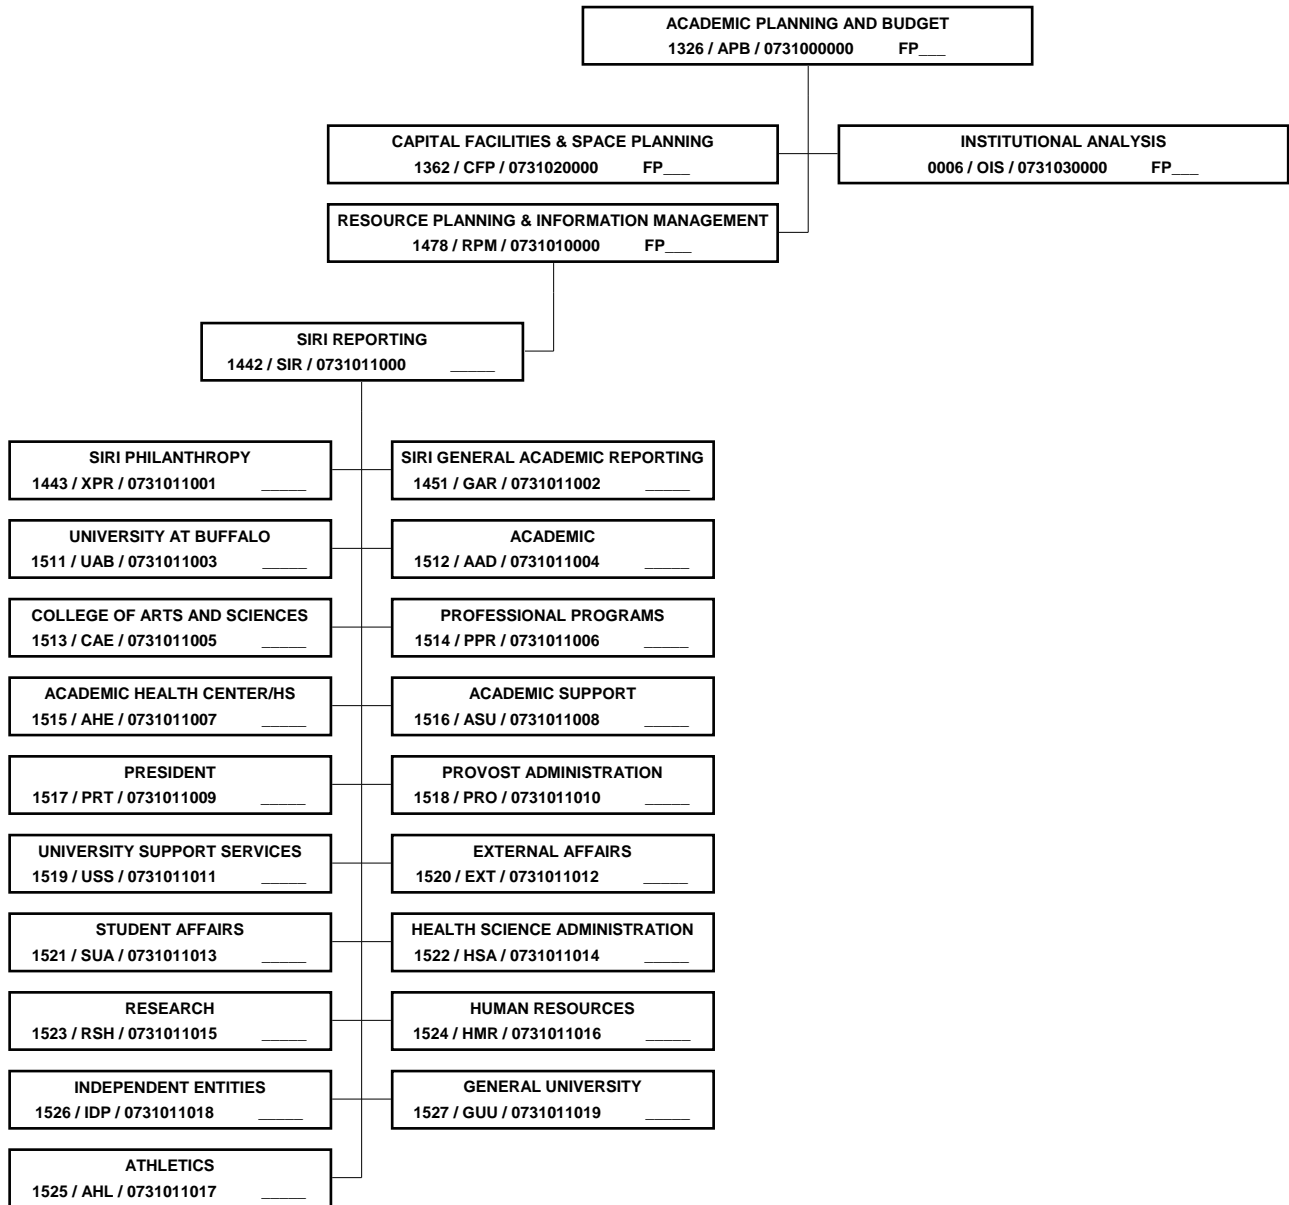 ACADEMIC PLANNING AND BUDGET
1326 / APB / 0731000000 FP___
CAPITAL FACILITIES & SPACE PLANNING
1362 / CFP / 0731020000 FP___
INSTITUTIONAL ANALYSIS
0006 / OIS / 0731030000 FP___
RESOURCE PLANNING & INFORMATION MANAGEMENT
1478 / RPM / 0731010000 FP___
SIRI REPORTING
1442 / SIR / 0731011000 _____
SIRI PHILANTHROPY
1443 / XPR / 0731011001 _____
SIRI GENERAL ACADEMIC REPORTING
1451 / GAR / 0731011002 _____
UNIVERSITY AT BUFFALO
1511 / UAB / 0731011003 _____
ACADEMIC
1512 / AAD / 0731011004 _____
COLLEGE OF ARTS AND SCIENCES
1513 / CAE / 0731011005 _____
PROFESSIONAL PROGRAMS
1514 / PPR / 0731011006 _____
ACADEMIC HEALTH CENTER/HS
1515 / AHE / 0731011007 _____
ACADEMIC SUPPORT
1516 / ASU / 0731011008 _____
PRESIDENT
1517 / PRT / 0731011009 _____
PROVOST ADMINISTRATION
1518 / PRO / 0731011010 _____
UNIVERSITY SUPPORT SERVICES
1519 / USS / 0731011011 _____
EXTERNAL AFFAIRS
1520 / EXT / 0731011012 _____
STUDENT AFFAIRS
1521 / SUA / 0731011013 _____
HEALTH SCIENCE ADMINISTRATION
1522 / HSA / 0731011014 _____
RESEARCH
1523 / RSH / 0731011015 _____
HUMAN RESOURCES
1524 / HMR / 0731011016 _____
INDEPENDENT ENTITIES
1526 / IDP / 0731011018 _____
GENERAL UNIVERSITY
1527 / GUU / 0731011019 _____
ATHLETICS
1525 / AHL / 0731011017 _____